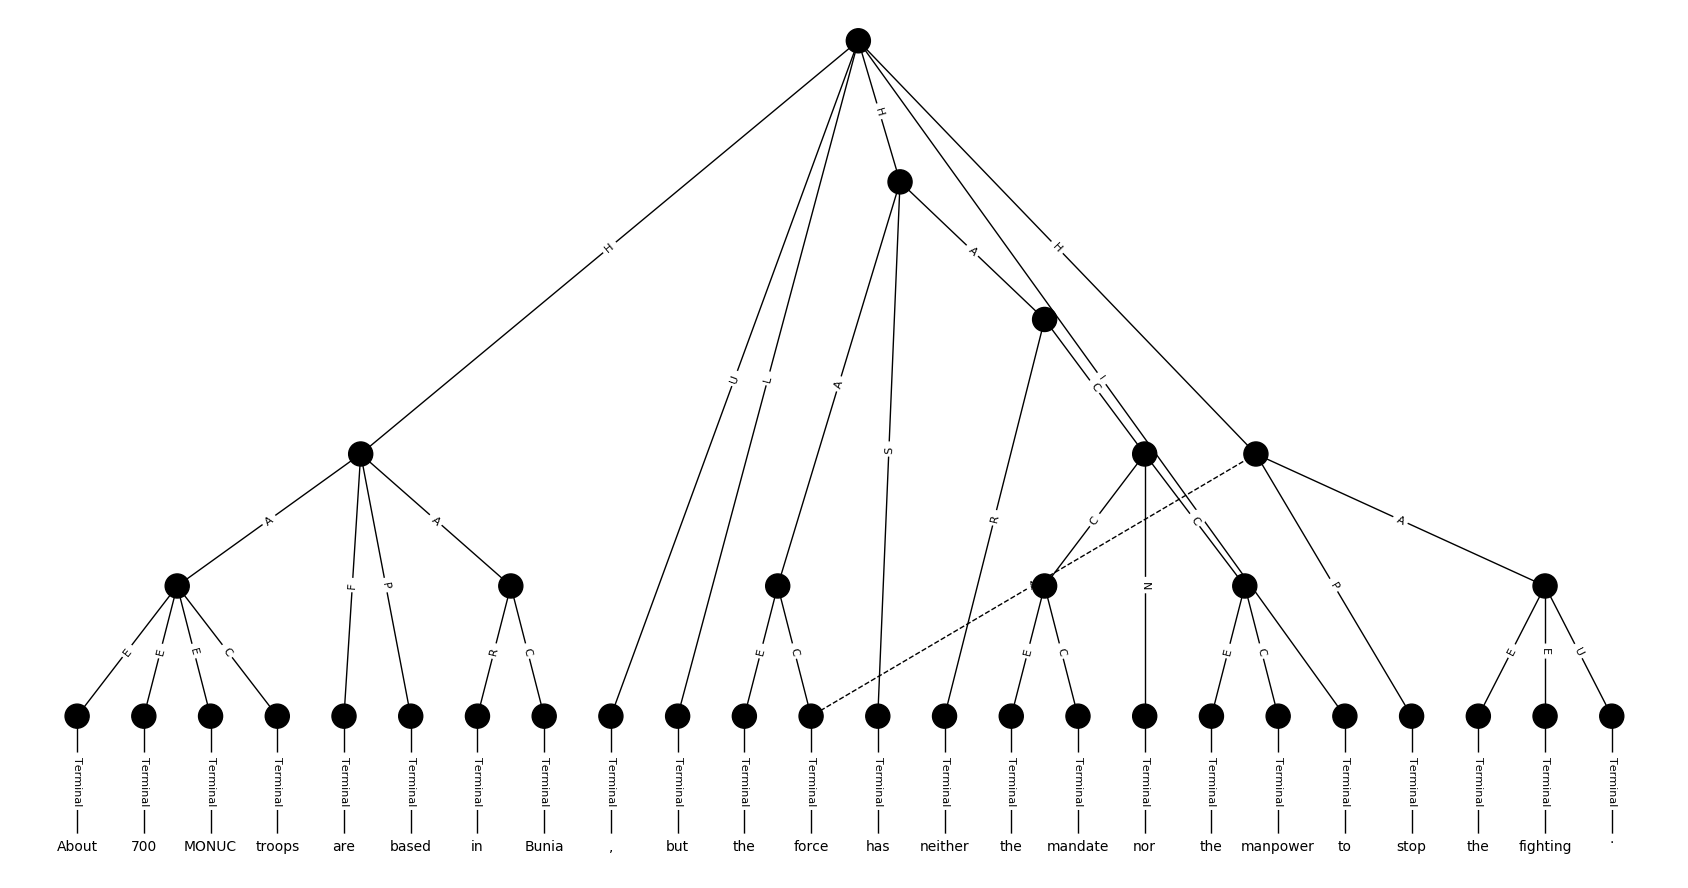 H
H
A
H
U
L
A
I
C
S
A
A
R
C
C
A
F
P
A
N
P
E
E
E
C
R
C
E
C
E
C
E
C
E
E
U
Terminal Terminal Terminal Terminal Terminal Terminal Terminal Terminal Terminal Terminal Terminal Terminal Terminal Terminal Terminal Terminal Terminal Terminal Terminal Terminal Terminal Terminal Terminal Terminal
About 700 MONUC troops are based in Bunia , but the force has neither the mandate nor the manpower to stop the fighting .